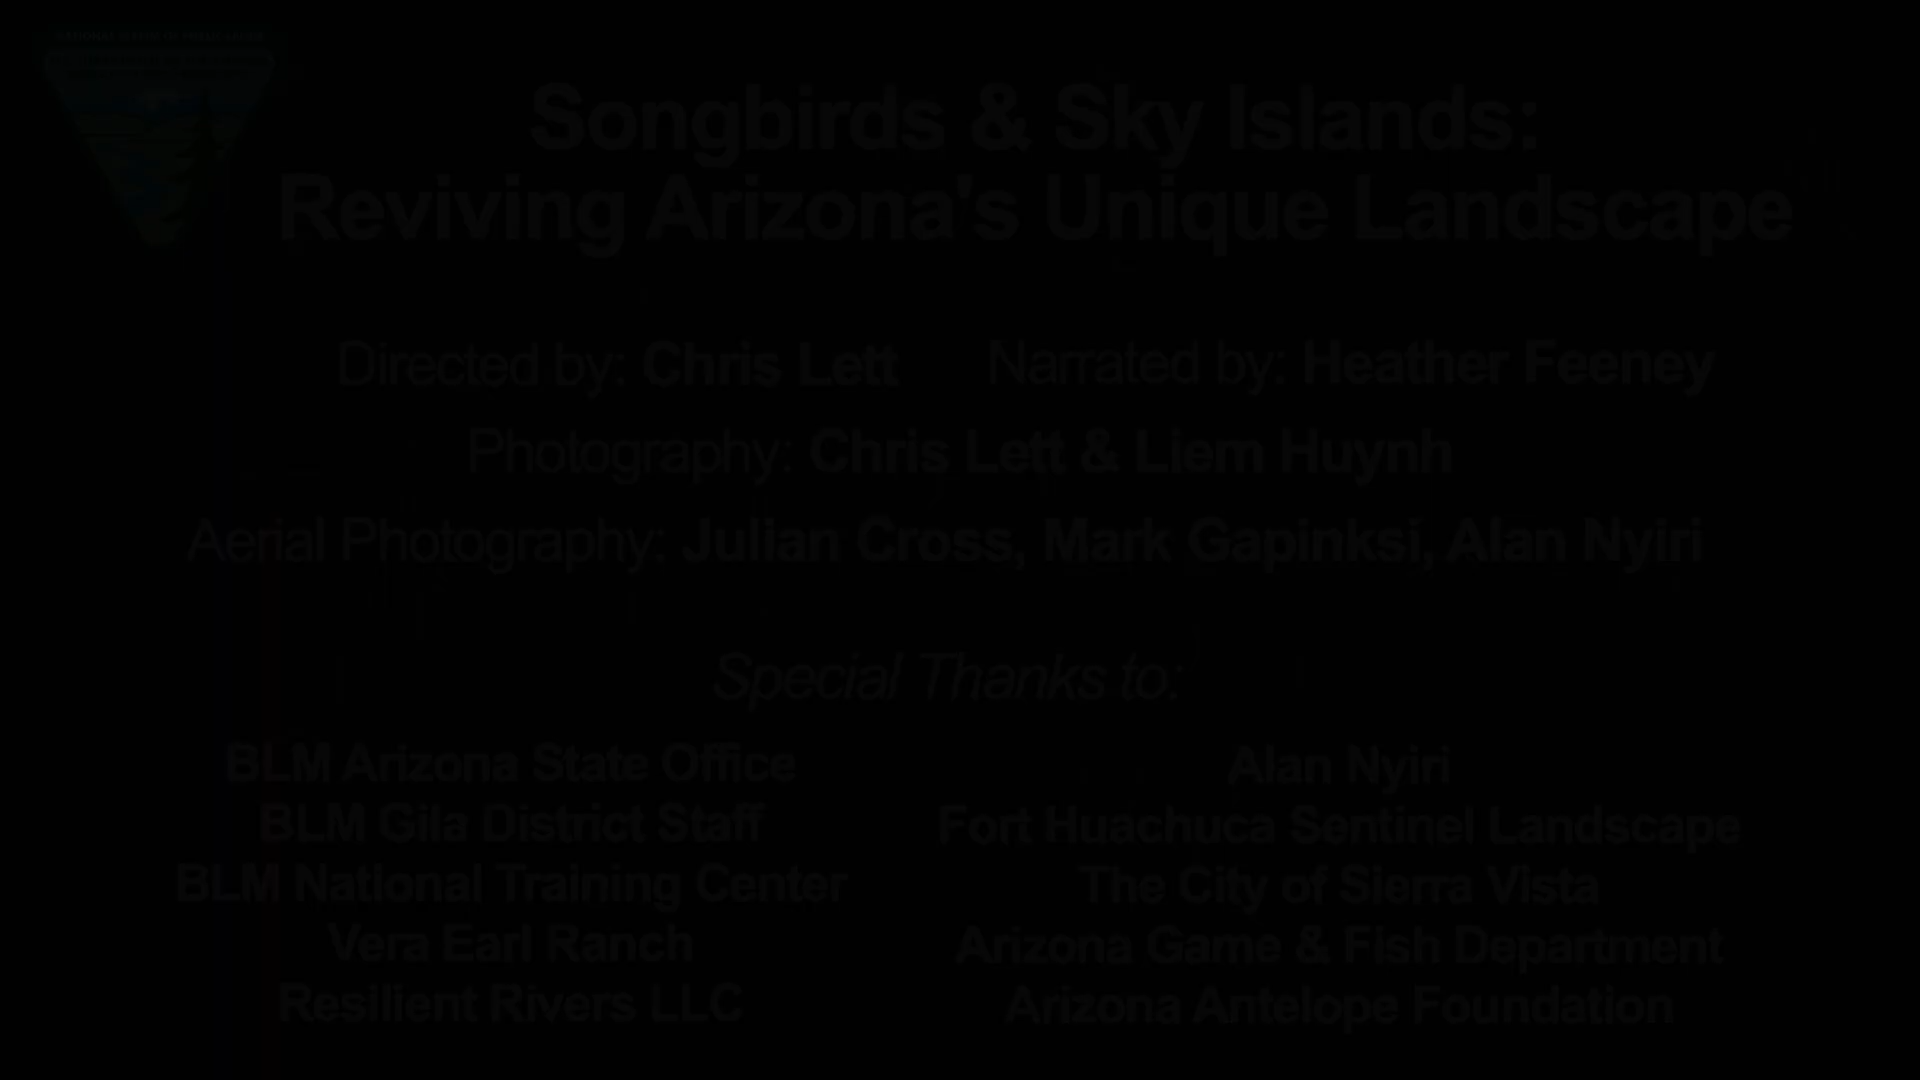 Songbirds & Sky Islands:
Reviving Arizona's Unique Landscape
Directed by: Chris Lett
Narrated by: Heather Feeney
Photography: Chris Lett & Liem Huynh
Aerial Photography: Julian Cross, Mark Gapinksi, Alan Nyiri
Special Thanks to:
BLM Arizona State Office
BLM Gila District Staff
BLM National Training Center
Vera Earl Ranch
Resilient Rivers LLC
Alan Nyiri
Fort Huachuca Sentinel Landscape
The City of Sierra Vista
Arizona Game & Fish Department
Arizona Antelope Foundation